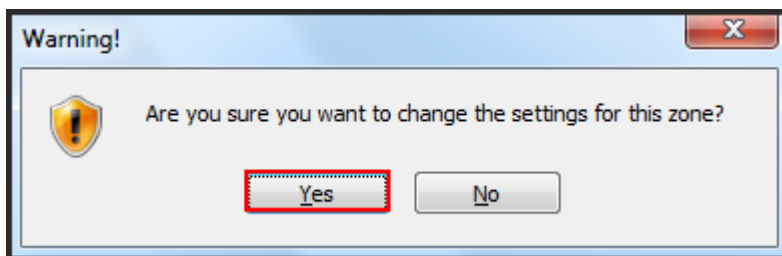 Warning!
Are you sure you want to change the settings for this zone?
Yes
No